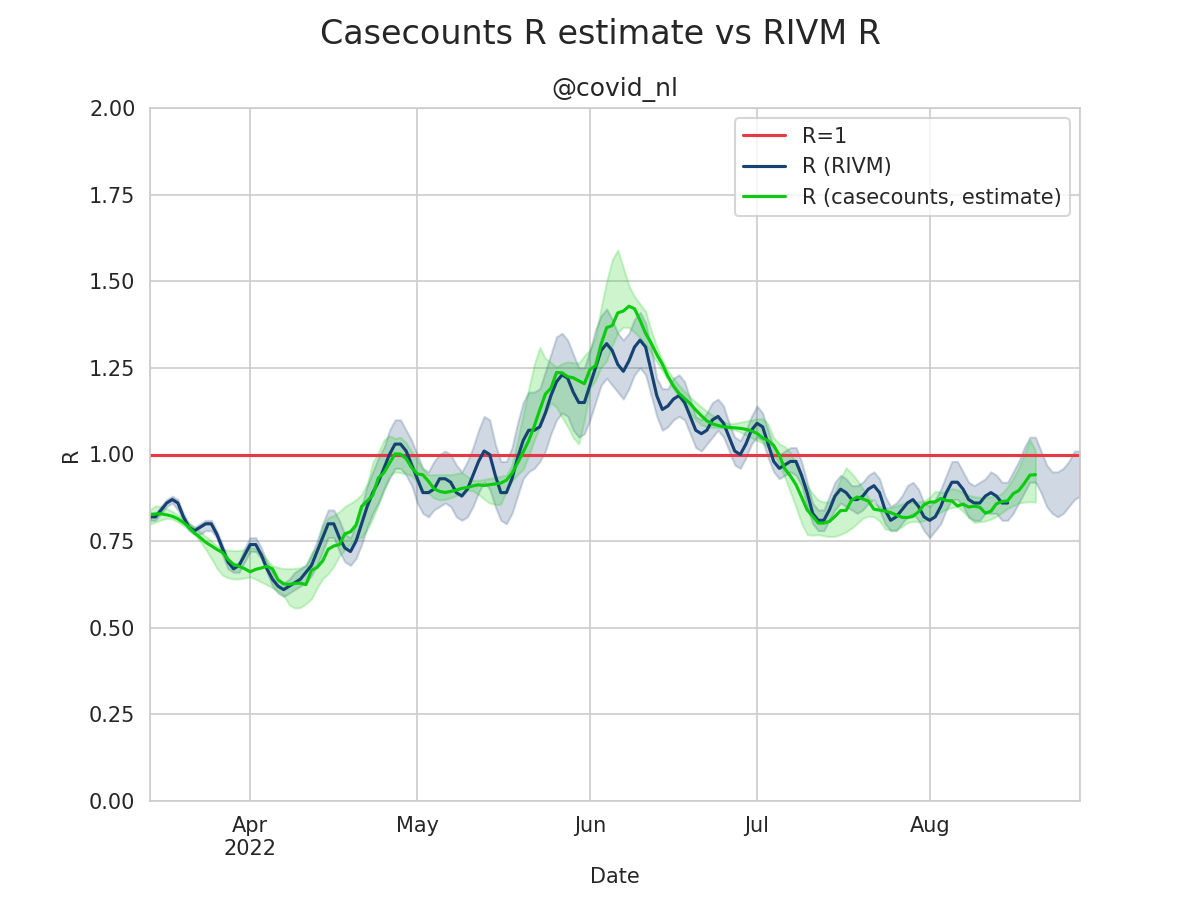 Casecounts R estimate vs RIVM R
@covid_nl
R=1
R (RIVM)
R (casecounts, estimate)
2.00
1.75
1.50
1.25
1.00
0.75
0.50
0.25
0.00
R
Apr
2022
May
Jun
Jul
Aug
Date